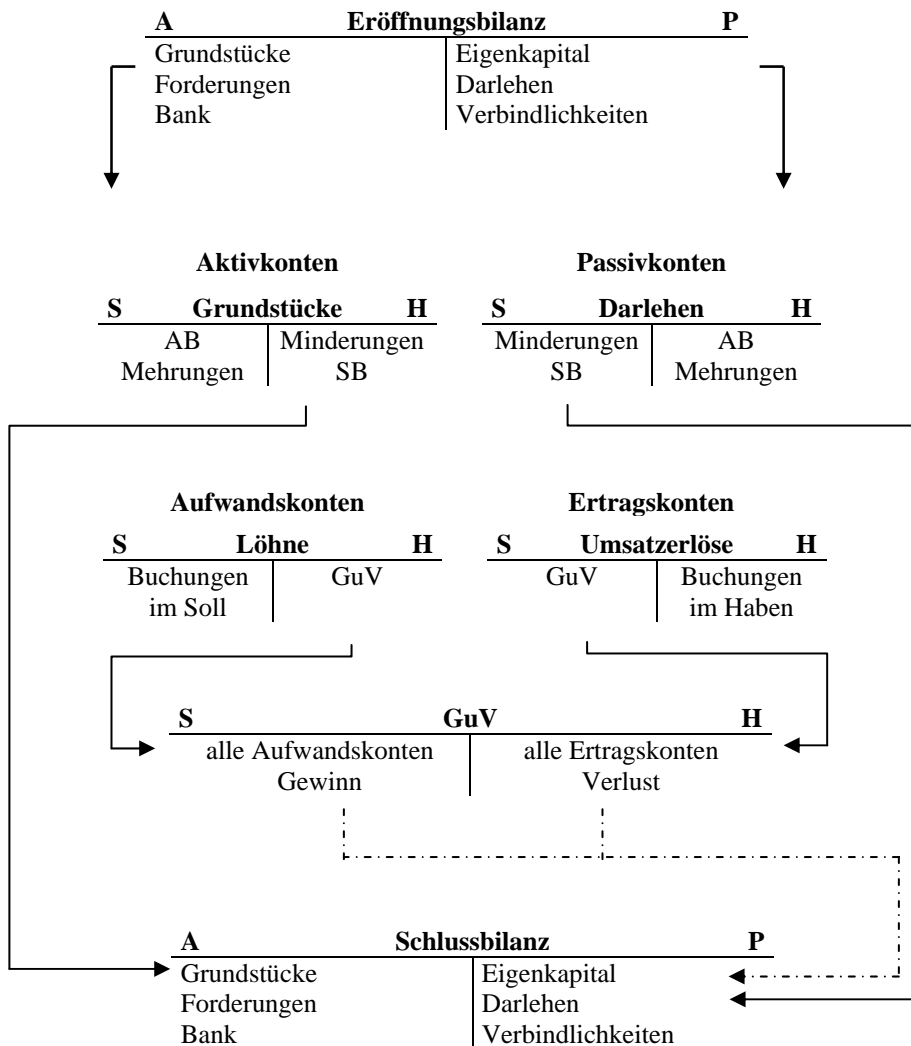 A Eröffnungsbilanz P
Grundstücke Eigenkapital
Forderungen Darlehen
Bank Verbindlichkeiten
Aktivkonten Passivkonten
S Grundstücke H S Darlehen H
AB Minderungen Minderungen AB
Mehrungen SB SB Mehrungen
Aufwandskonten Ertragskonten
S Löhne H S Umsatzerlöse H
Buchungen GuV GuV Buchungen
im Soll im Haben
S GuV H
alle Aufwandskonten alle Ertragskonten
Gewinn Verlust
A Schlussbilanz P
Grundstücke Eigenkapital
Forderungen Darlehen
Bank Verbindlichkeiten